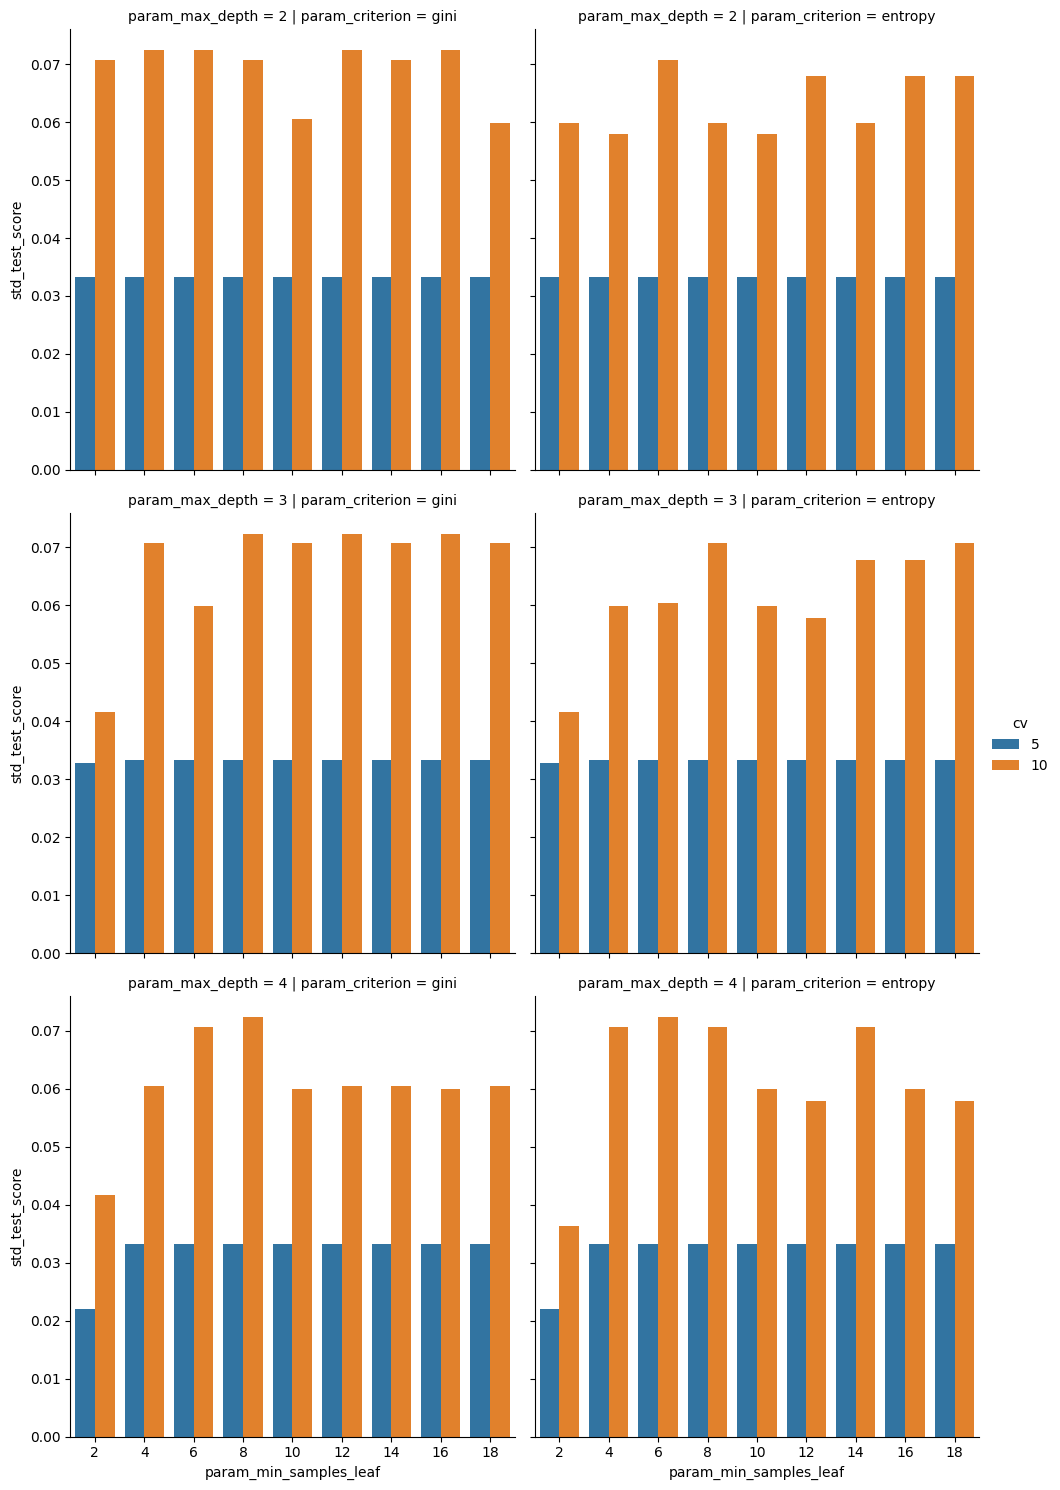 param_max_depth = 2 | param_criterion = gini
param_max_depth = 2 | param_criterion = entropy
0.07
0.06
0.05
0.04
0.03
0.02
0.01
0.00
std_test_score
param_max_depth = 3 | param_criterion = gini
param_max_depth = 3 | param_criterion = entropy
0.07
0.06
0.05
0.04
0.03
0.02
0.01
0.00
std_test_score
cv
5
10
param_max_depth = 4 | param_criterion = gini
param_max_depth = 4 | param_criterion = entropy
0.07
0.06
0.05
0.04
0.03
0.02
0.01
0.00
std_test_score
2 4 6 8 10 12 14 16 18
param_min_samples_leaf
2 4 6 8 10 12 14 16 18
param_min_samples_leaf